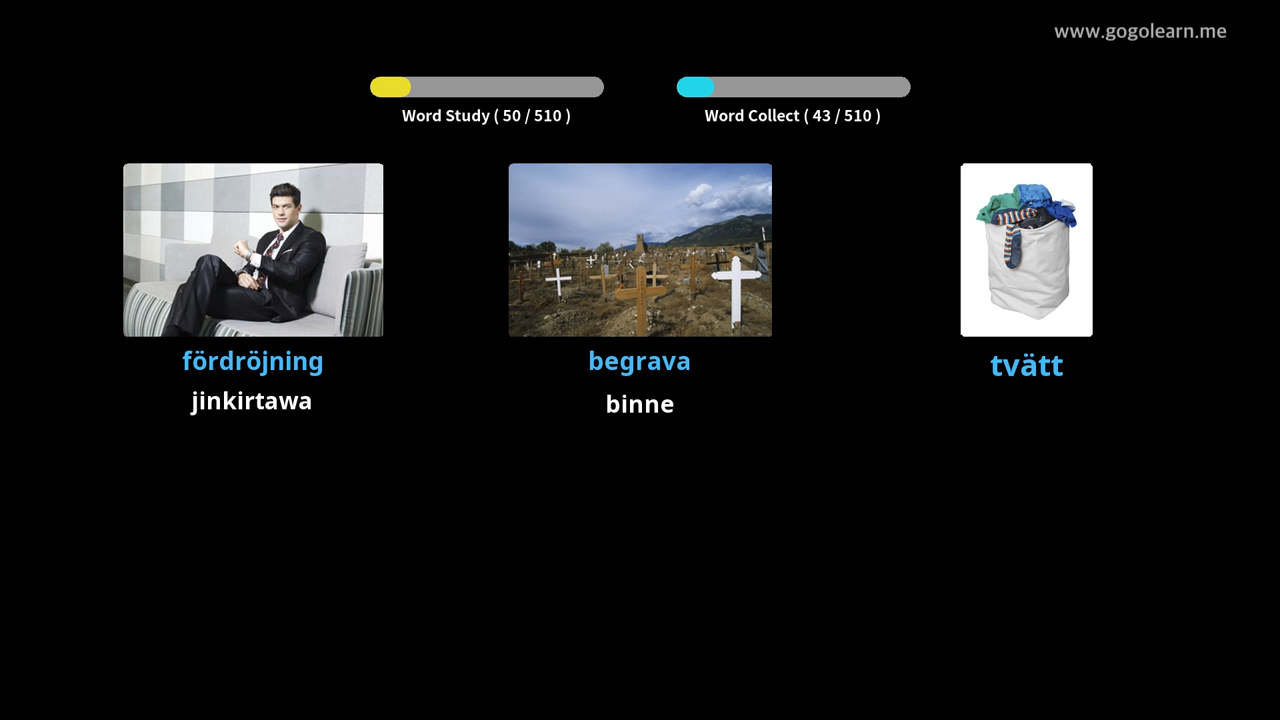 www.gogolearn.me
Word Study ( 50 / 510 )
Word Collect ( 43 / 510 )
fördröjning
jinkirtawa
begrava
binne
tvätt